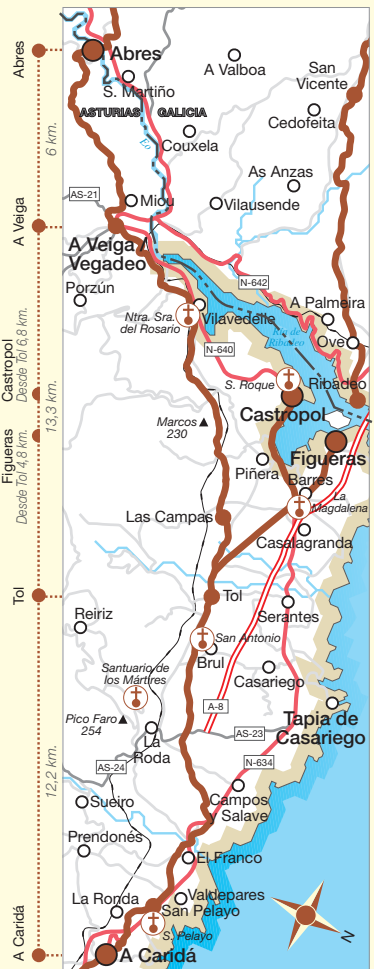 Abres
6 km.
A Veiga
Castropol
Desde Tol 6,8 km.
13,3 km.
Figueras
Desde Tol 4,8 km.
Tol
12,2 km.
A Caridá
Abres
A Valboa
San
Vicente
S. Martiño
ASTURIAS GALICIA
Cedofeita
Couxela
Eo
As Anzas
AS-21
Miou
Vilausende
A Veiga /
Vegadeo
N-642
Porzún
A Palmeira
Ntra. Sra.
del Rosario
Vilavedelle
Ría de
Ribadeo
Ove
N-640
S. Roque
Ribadeo
Castropol
Marcos
230
Figueras
Piñera
Barres
La
Magdalena
Las Campas
Casalagranda
Tol
Reiriz
Serantes
San Antonio
Brul
Santuario de
los Mártires
Casariego
A-8
Pico Faro
254
Tapia de
Casariego
La
Roda
AS-23
AS-24
N-634
Sueiro
Campos
y Salave
Prendonés
El Franco
La Ronda
Valdepares
San Pelayo
S. Pelayo
A Caridá
N